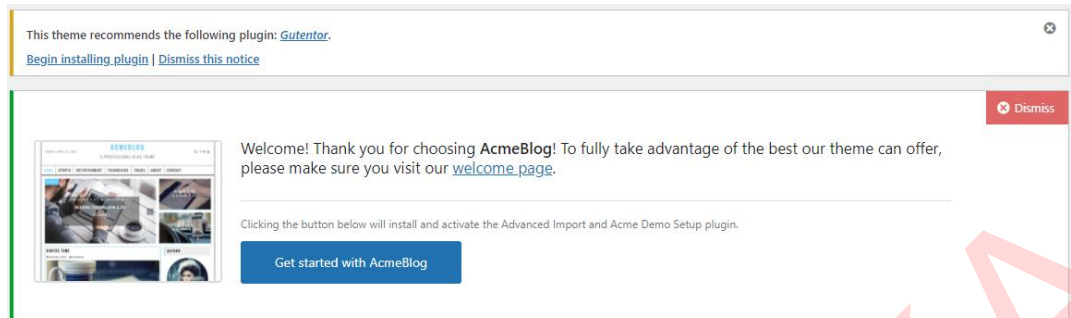 This theme recommends the following plugin: Gutentor.
Begin installing plugin | Dismiss this notice
Dismiss
ACMEBLOG
Welcome! Thank you for choosing AcmeBlog! To fully take advantage of the best our theme can offer,
please make sure you visit our welcome page.
Clicking the button below will install and activate the Advanced Import and Acme Demo Setup plugin.
Get started with AcmeBlog